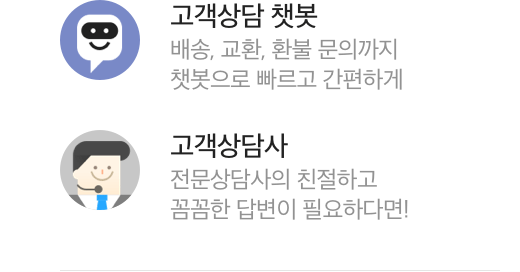 고객상담 챗봇
배송, 교환, 환불 문의까지
챗봇으로 빠르고 간편하게
고객상담사
전문상담사의 친절하고
꼼꼼한 답변이 필요하다면!